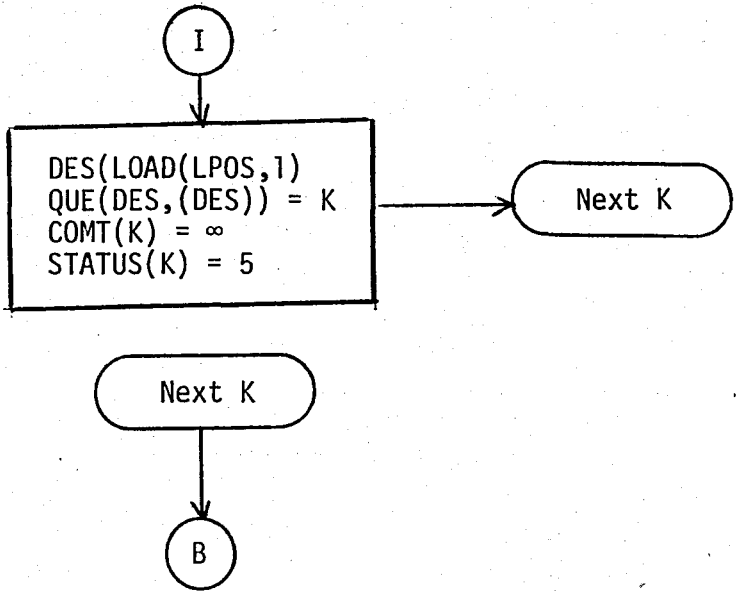 I
DES(LOAD(LPOS,1)
QUE(DES,(DES)) = K
COMT(K) = ∞
STATUS(K) = 5
Next K
Next K
B